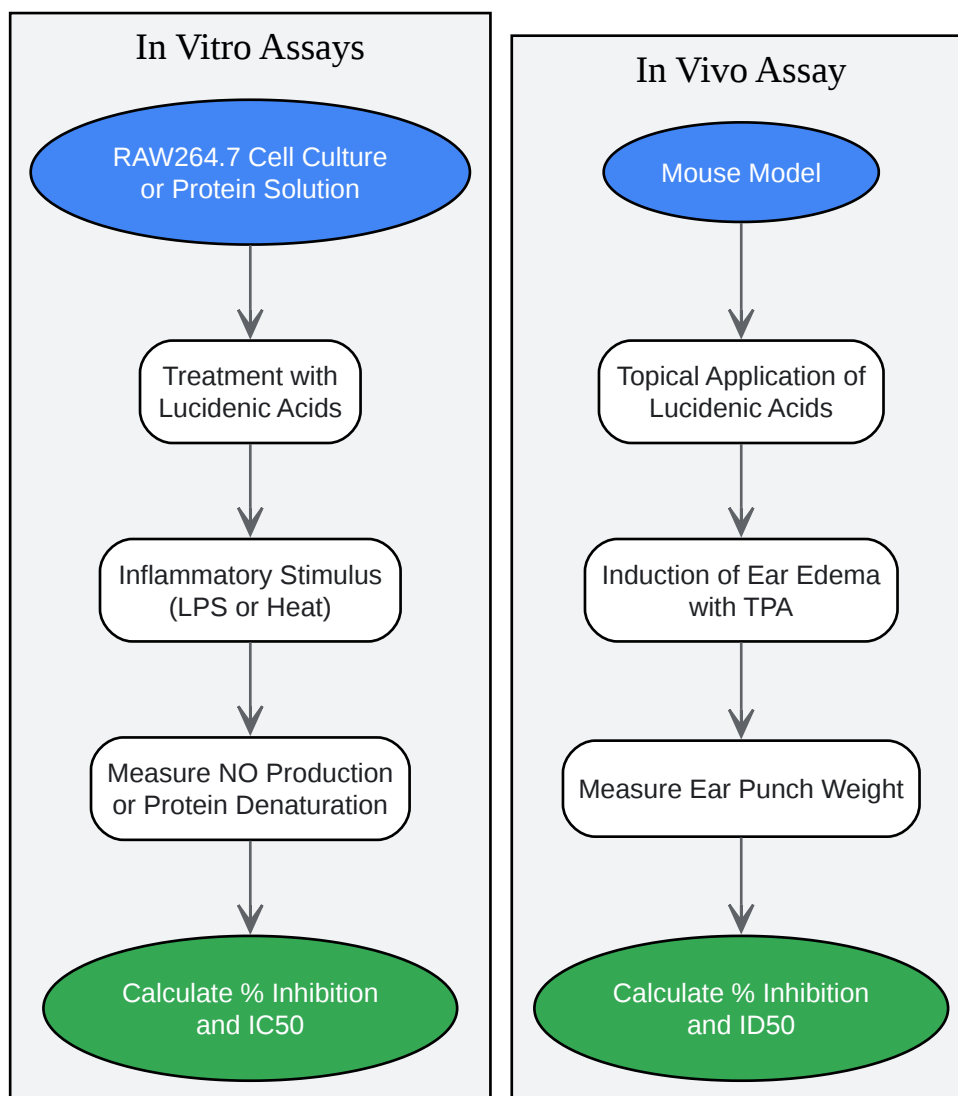 In Vitro Assays
RAW264.7 Cell Culture
or Protein Solution
Treatment with
Lucidenic Acids
Inflammatory Stimulus
(LPS or Heat)
Measure NO Production
or Protein Denaturation
Calculate % Inhibition
and IC50
In Vivo Assay
Mouse Model
Topical Application of
Lucidenic Acids
Induction of Ear Edema
with TPA
Measure Ear Punch Weight
Calculate % Inhibition
and ID50